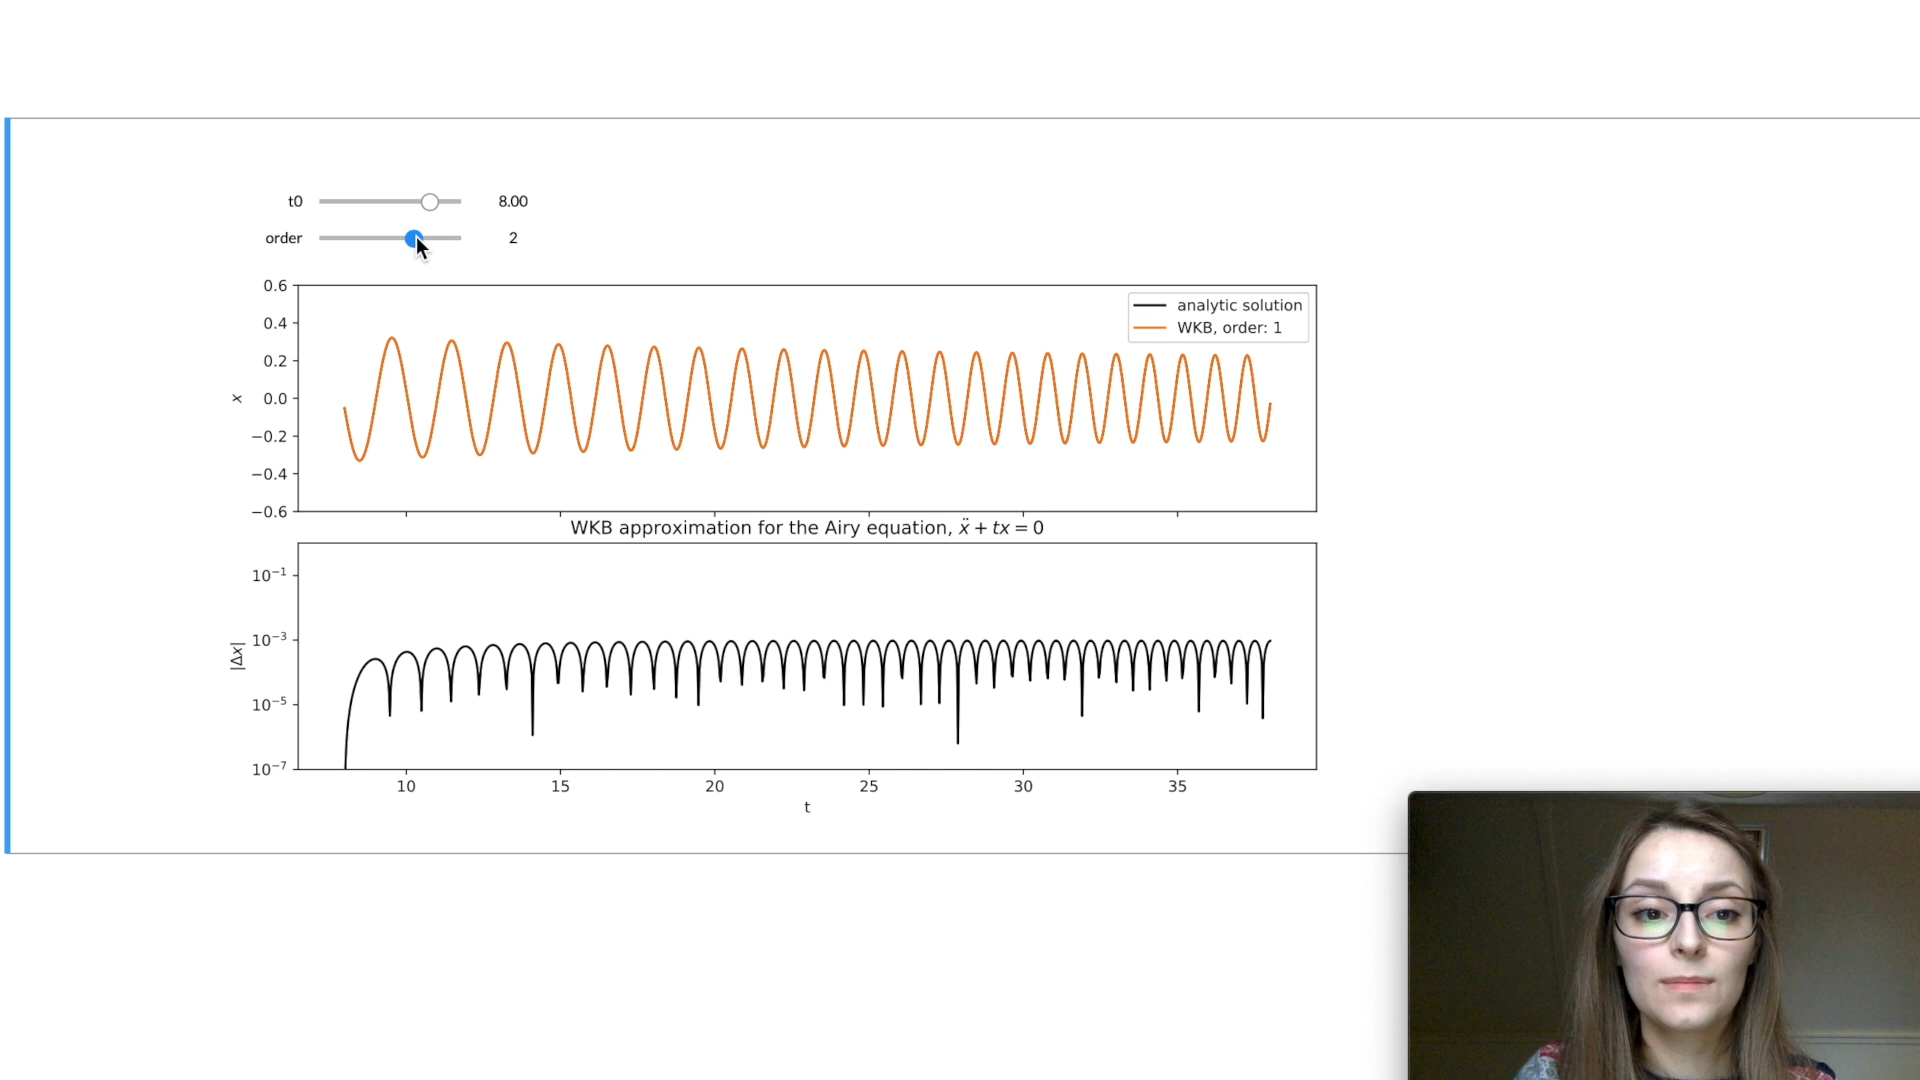 t0 8.00
order 2
0.6
0.4
0.2
0.0
−0.2
−0.4
−0.6
x
analytic solution
WKB, order: 1
WKB approximation for the Airy equation, ẍ + tx = 0
10⁻¹
10⁻³
10⁻⁵
10⁻⁷
|Δx|
10 15 20 25 30 35
t